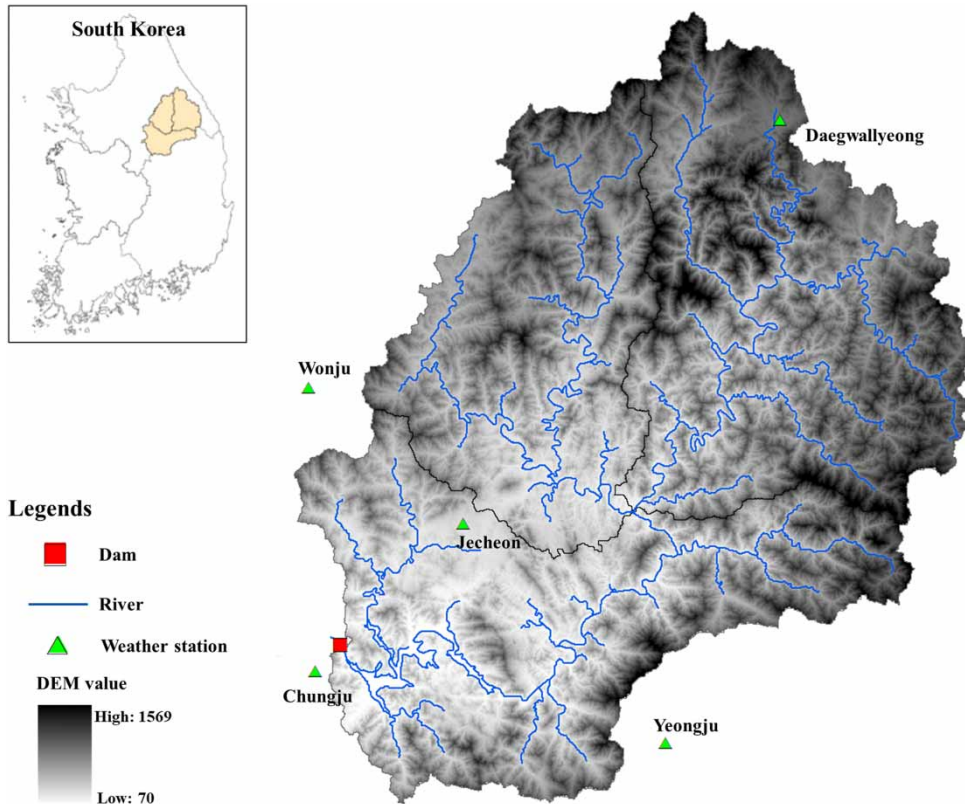 South Korea
Daegwallyeong
Wonju
Legends
Dam
Jecheon
River
Weather station
Chungju
DEM value
High: 1569
Yeongju
Low: 70